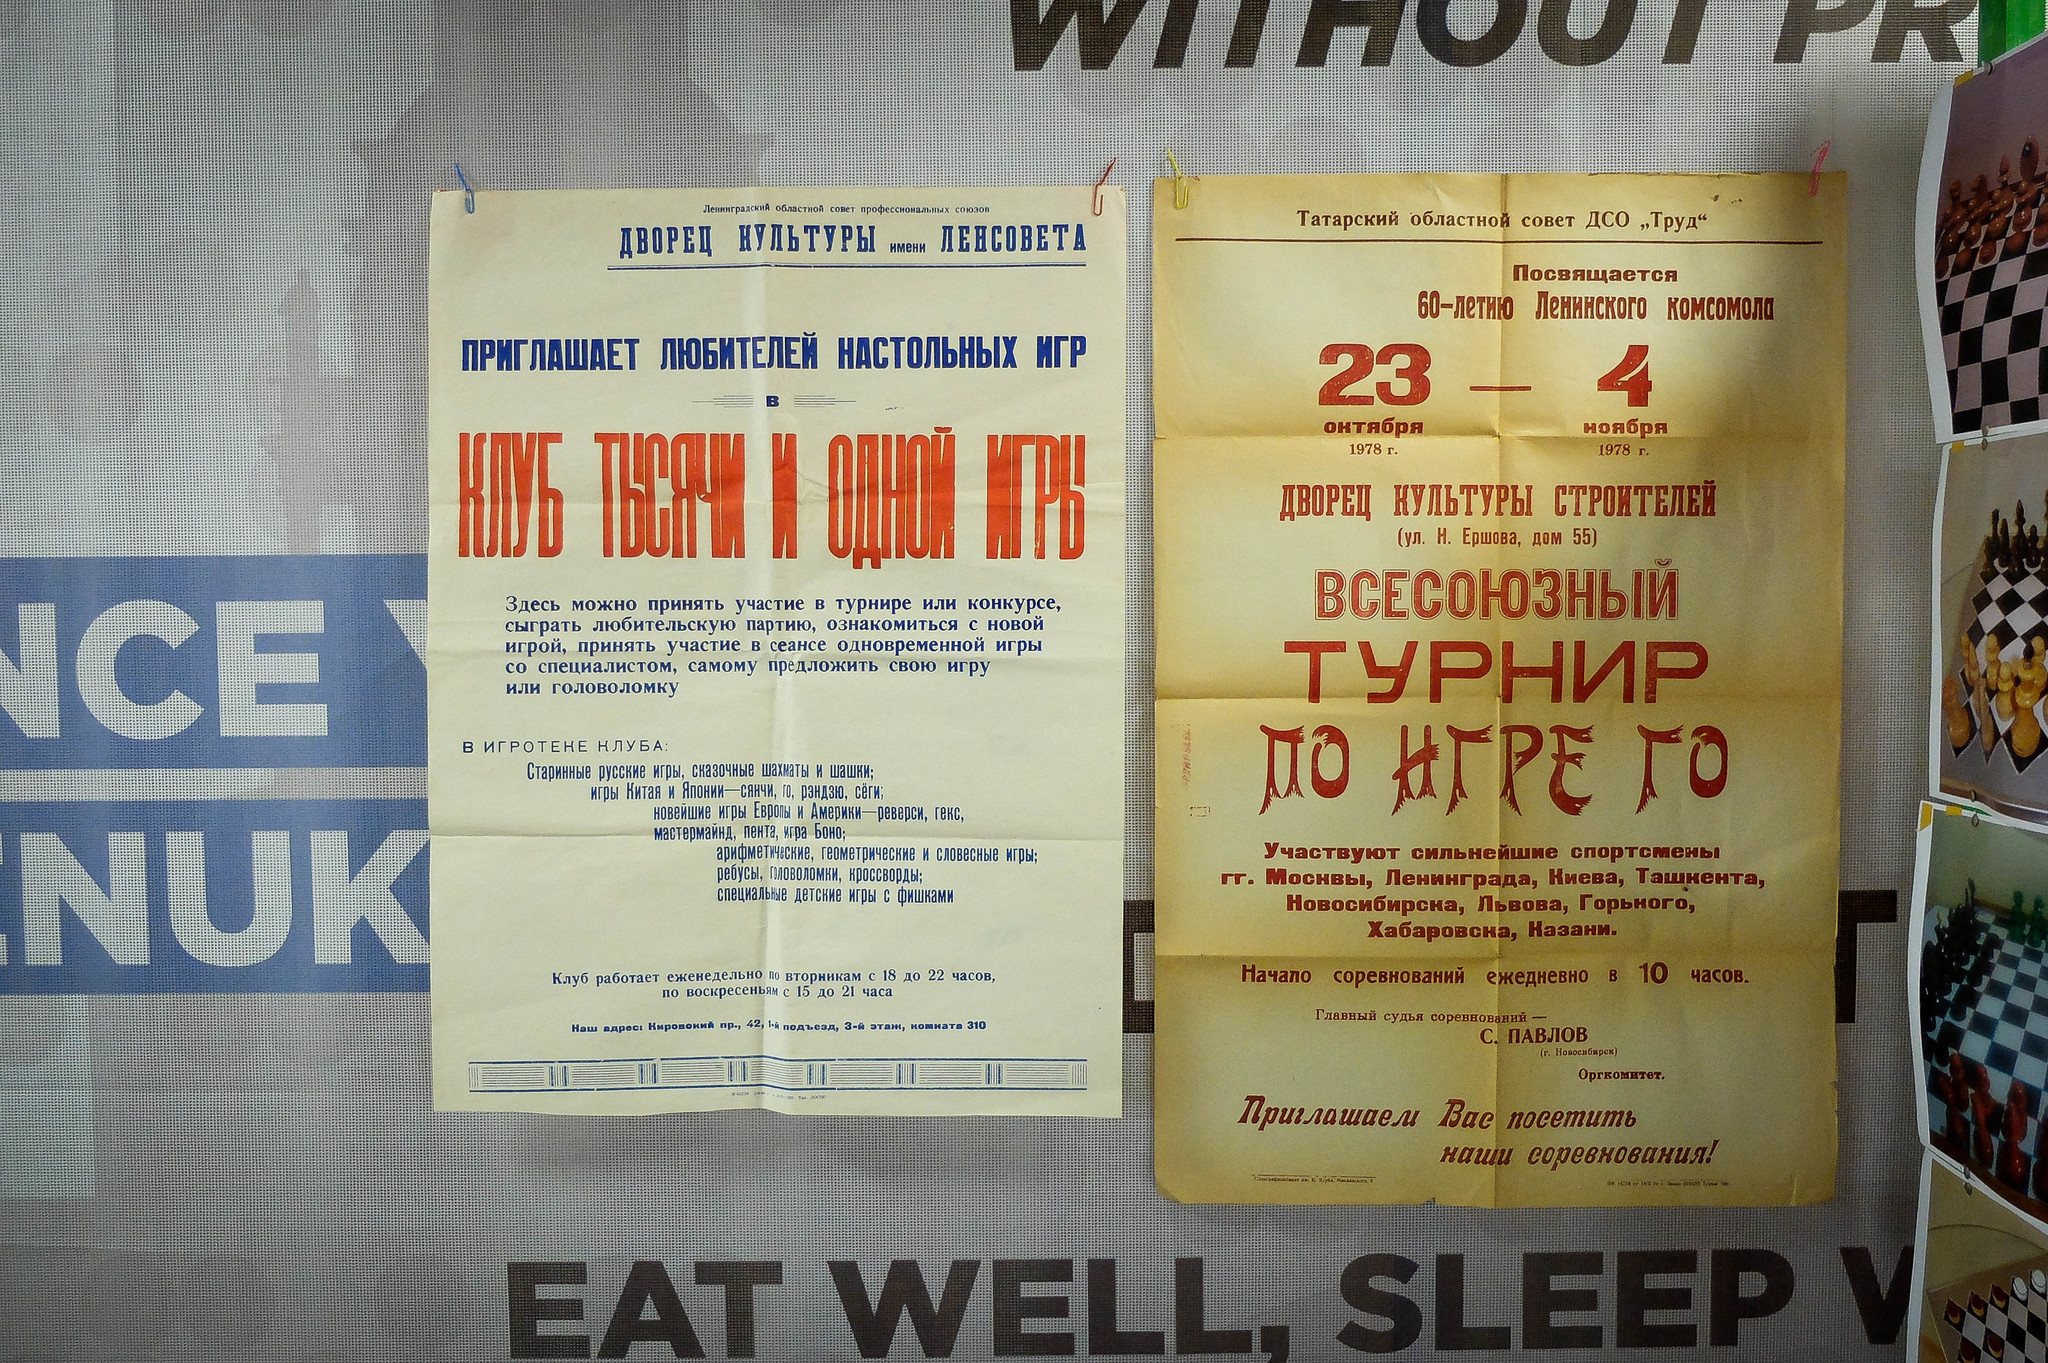 WITHOUT PR
Ленинградский областной совет профессиональных союзов
ДВОРЕЦ КУЛЬТУРЫ имени ЛЕНСОВЕТА
ПРИГЛАШАЕТ ЛЮБИТЕЛЕЙ НАСТОЛЬНЫХ ИГР
В
КЛУБ ТЫСЯЧИ И ОДНОЙ ИГРЫ
Здесь можно принять участие в турнире или конкурсе,
сыграть любительскую партию, ознакомиться с новой
игрой, принять участие в сеансе одновременной игры
со специалистом, самому предложить свою игру
или головоломку
В ИГРОТЕКЕ КЛУБА:
Старинные русские игры, сказочные шахматы и шашки;
игры Китая и Японии—сянчи, го, рэндзю, сёги;
новейшие игры Европы и Америки—реверси, гекс,
мастермайнд, пента, игра Боно;
арифметические, геометрические и словесные игры;
ребусы, головоломки, кроссворды;
специальные детские игры с фишками
Клуб работает еженедельно по вторникам с 18 до 22 часов,
по воскресеньям с 15 до 21 часа
Наш адрес: Кировский пр., 42, 1-й подъезд, 3-й этаж, комната 310
Татарский областной совет ДСО „Труд“
Посвящается
60-летию Ленинского комсомола
23 — 4
октября ноября
1978 г. 1978 г.
ДВОРЕЦ КУЛЬТУРЫ СТРОИТЕЛЕЙ
(ул. Н. Ершова, дом 55)
ВСЕСОЮЗНЫЙ
ТУРНИР
ПО ИГРЕ ГО
Участвуют сильнейшие спортсмены
гг. Москвы, Ленинграда, Киева, Ташкента,
Новосибирска, Львова, Горького,
Хабаровска, Казани.
Начало соревнований ежедневно в 10 часов.
Главный судья соревнований —
С. ПАВЛОВ
(г. Новосибирск)
Оргкомитет.
Приглашаем Вас посетить
наши соревнования!
NCE
ENUK
EAT WELL, SLEEP W